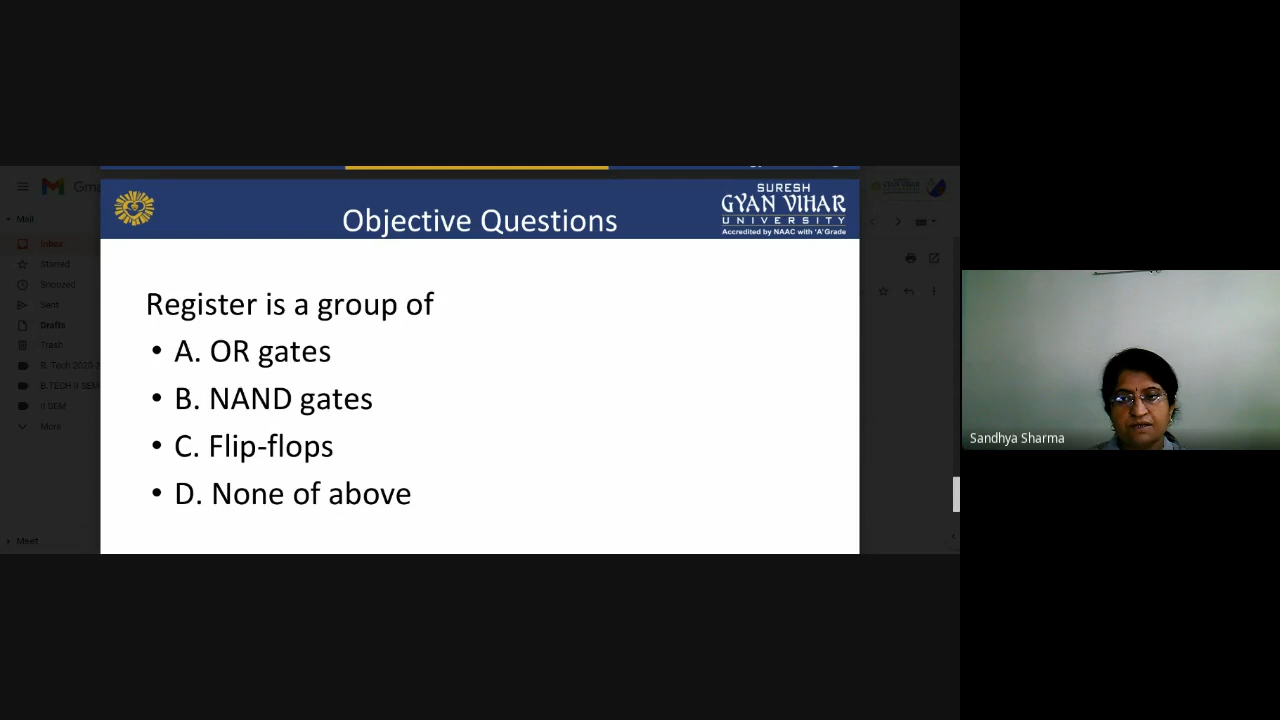 Gm
SURESH
GYAN VIHAR
UNIVERSITY
Accredited by NAAC with 'A' Grade
Objective Questions
Mail
Inbox
Starred
Snoozed
Sent
Drafts
Trash
B. Tech 2020-2
B.TECH II SEM
II SEM
More
Meet
Register is a group of
• A. OR gates
• B. NAND gates
• C. Flip-flops
• D. None of above
Sandhya Sharma